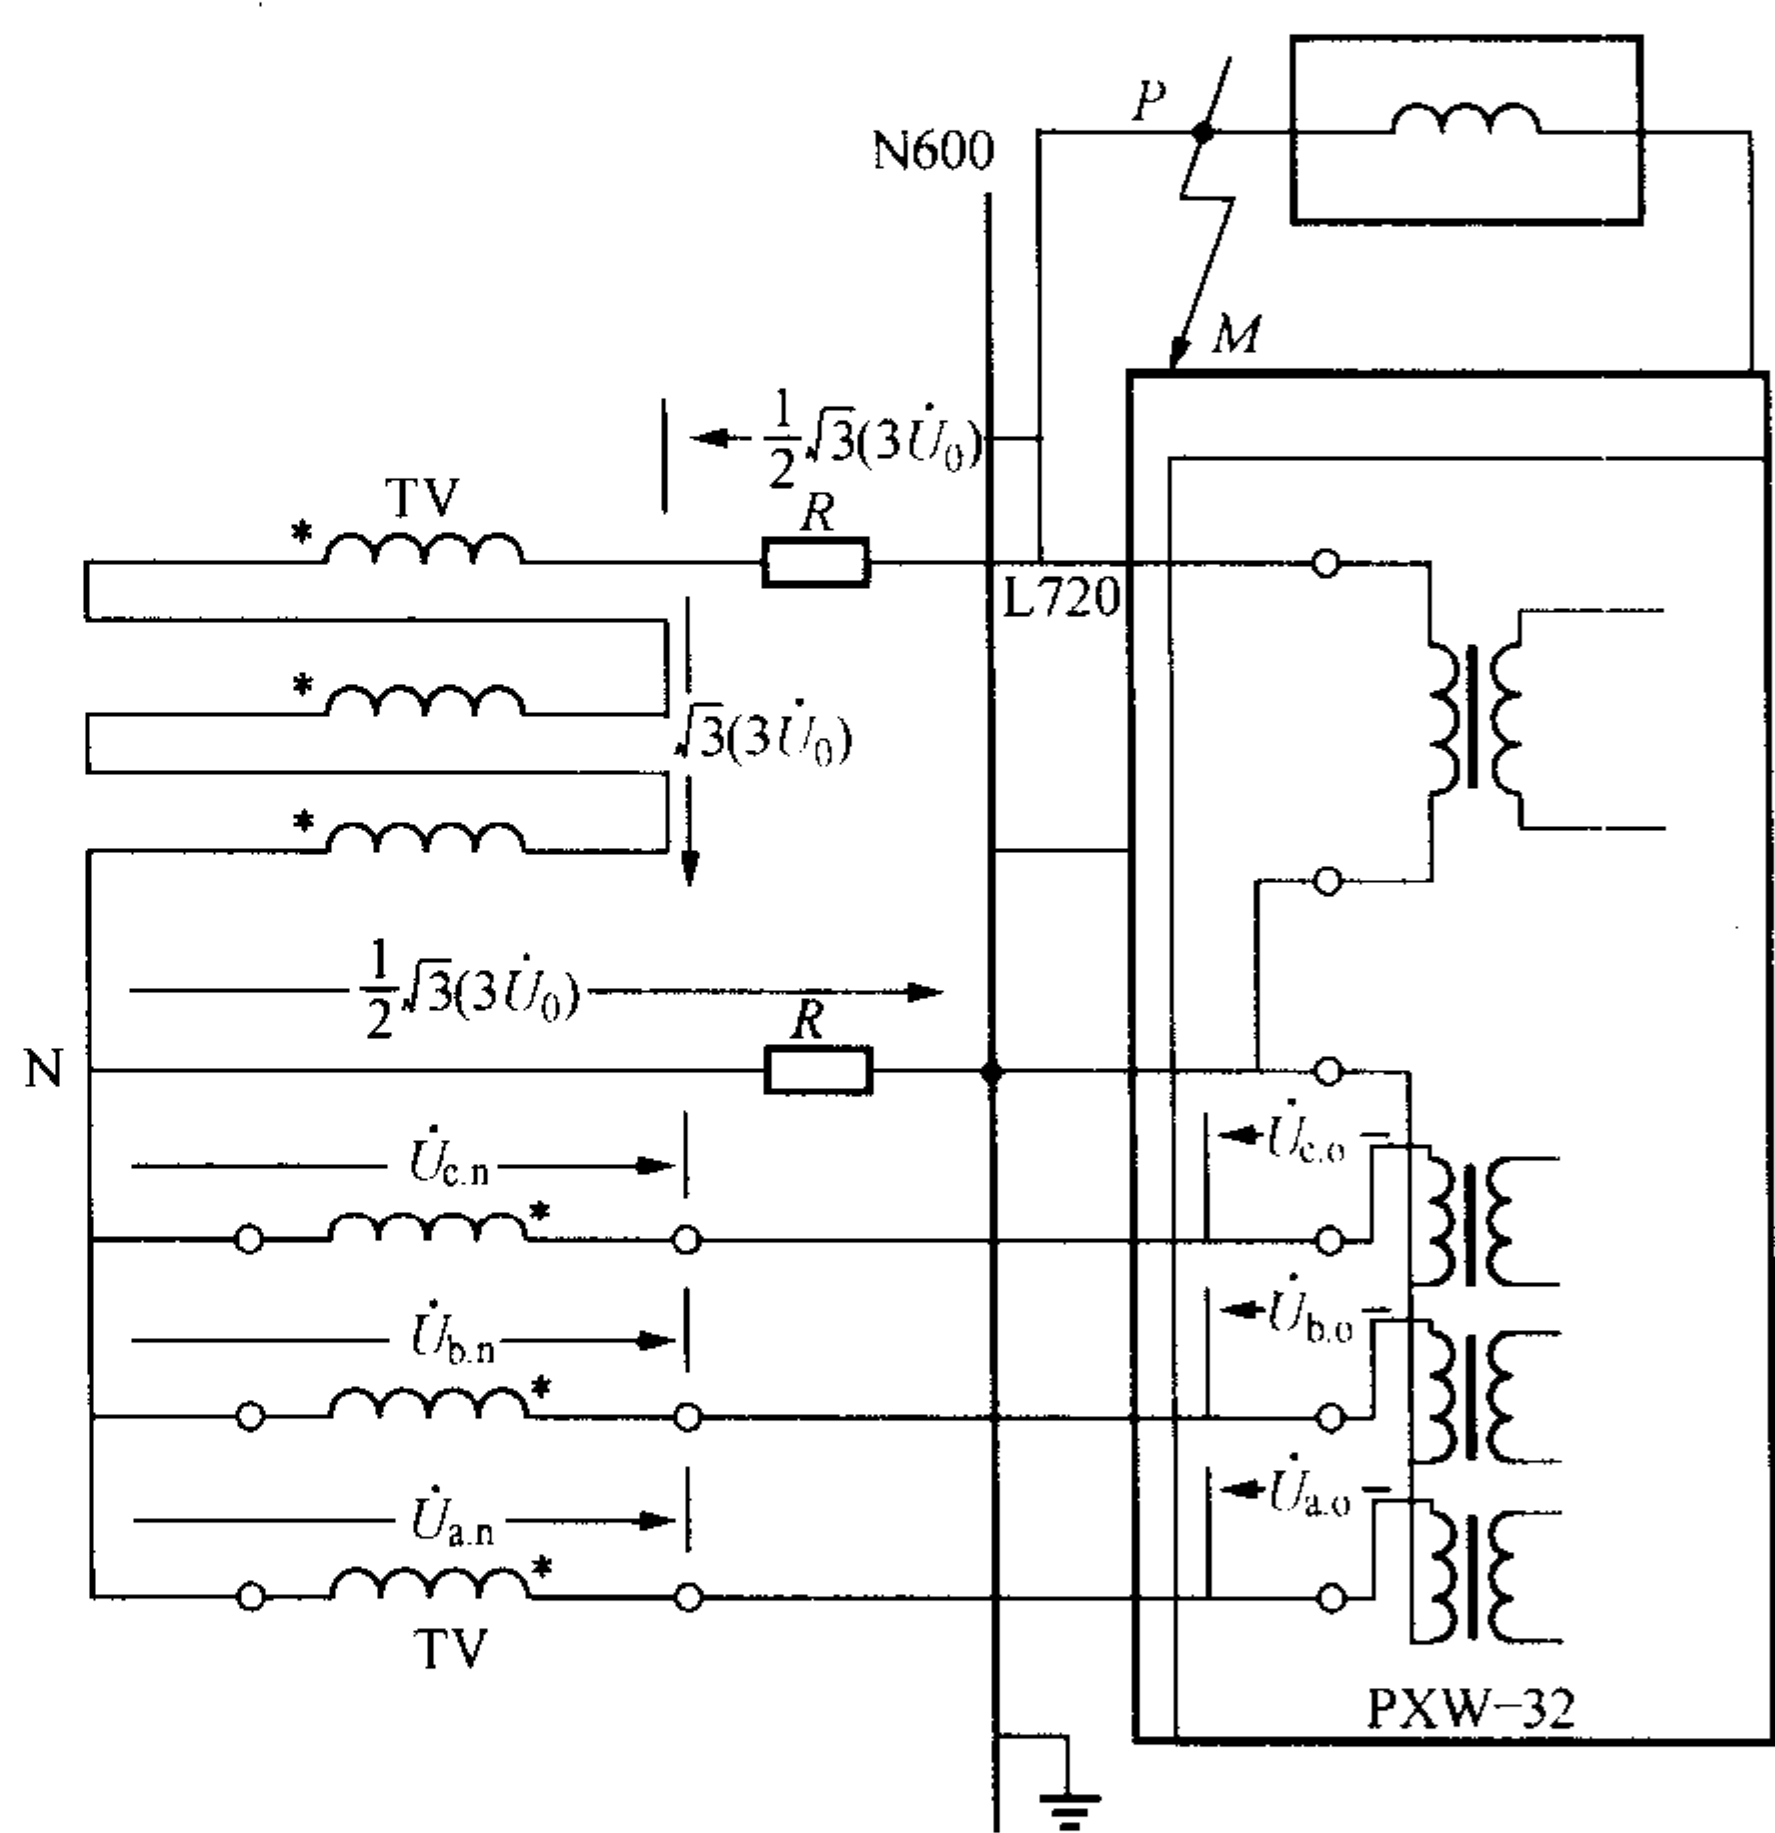 P
N600
M
½√3(3U̇₀)
TV
R
*
L720
*
√3(3U̇₀)
*
½√3(3U̇₀)
R
N
U̇c.n
U̇c.o
*
U̇b.n
U̇b.o
*
U̇a.n
U̇a.o
*
TV
PXW-32